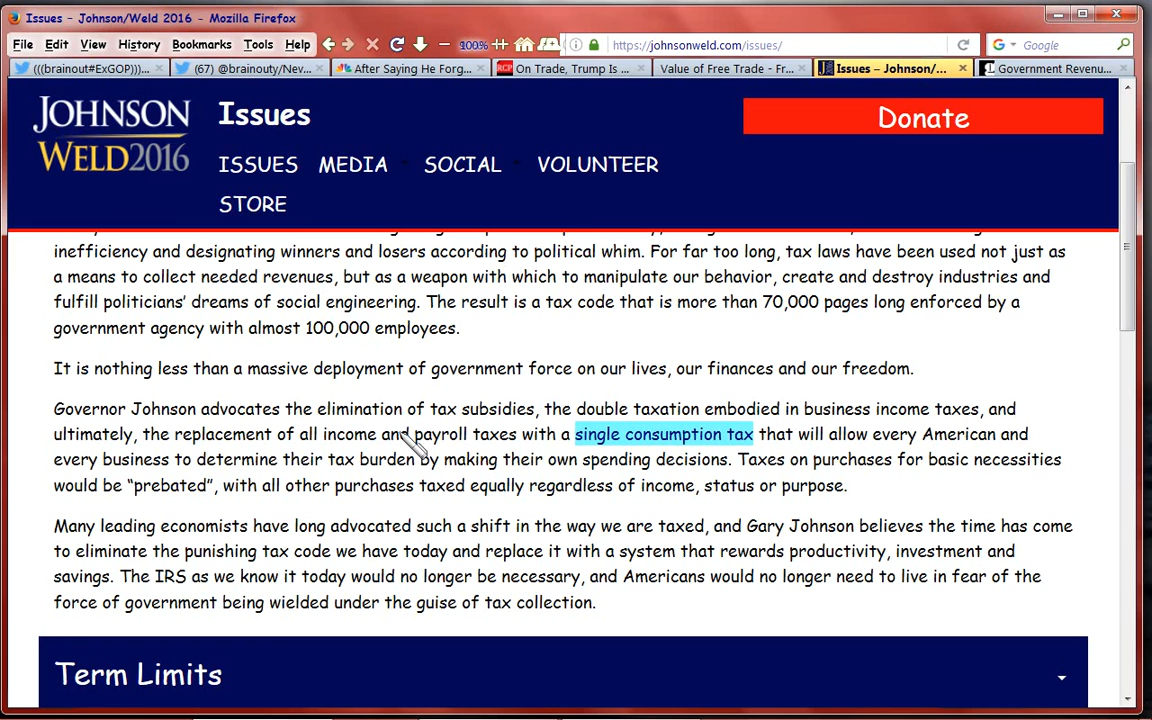 Issues – Johnson/Weld 2016 - Mozilla Firefox
File Edit View History Bookmarks Tools Help 100% https://johnsonweld.com/issues/ Google
(((brainout#ExGOP)))... (67) @brainouty/Nev... After Saying He Forg... On Trade, Trump Is ... Value of Free Trade - Fr... Issues – Johnson/... Government Revenu...
JOHNSON
WELD2016
Issues
Donate
ISSUES MEDIA SOCIAL VOLUNTEER
STORE
inefficiency and designating winners and losers according to political whim. For far too long, tax laws have been used not just as
a means to collect needed revenues, but as a weapon with which to manipulate our behavior, create and destroy industries and
fulfill politicians’ dreams of social engineering. The result is a tax code that is more than 70,000 pages long enforced by a
government agency with almost 100,000 employees.
It is nothing less than a massive deployment of government force on our lives, our finances and our freedom.
Governor Johnson advocates the elimination of tax subsidies, the double taxation embodied in business income taxes, and
ultimately, the replacement of all income and payroll taxes with a single consumption tax that will allow every American and
every business to determine their tax burden by making their own spending decisions. Taxes on purchases for basic necessities
would be “prebated”, with all other purchases taxed equally regardless of income, status or purpose.
Many leading economists have long advocated such a shift in the way we are taxed, and Gary Johnson believes the time has come
to eliminate the punishing tax code we have today and replace it with a system that rewards productivity, investment and
savings. The IRS as we know it today would no longer be necessary, and Americans would no longer need to live in fear of the
force of government being wielded under the guise of tax collection.
Term Limits